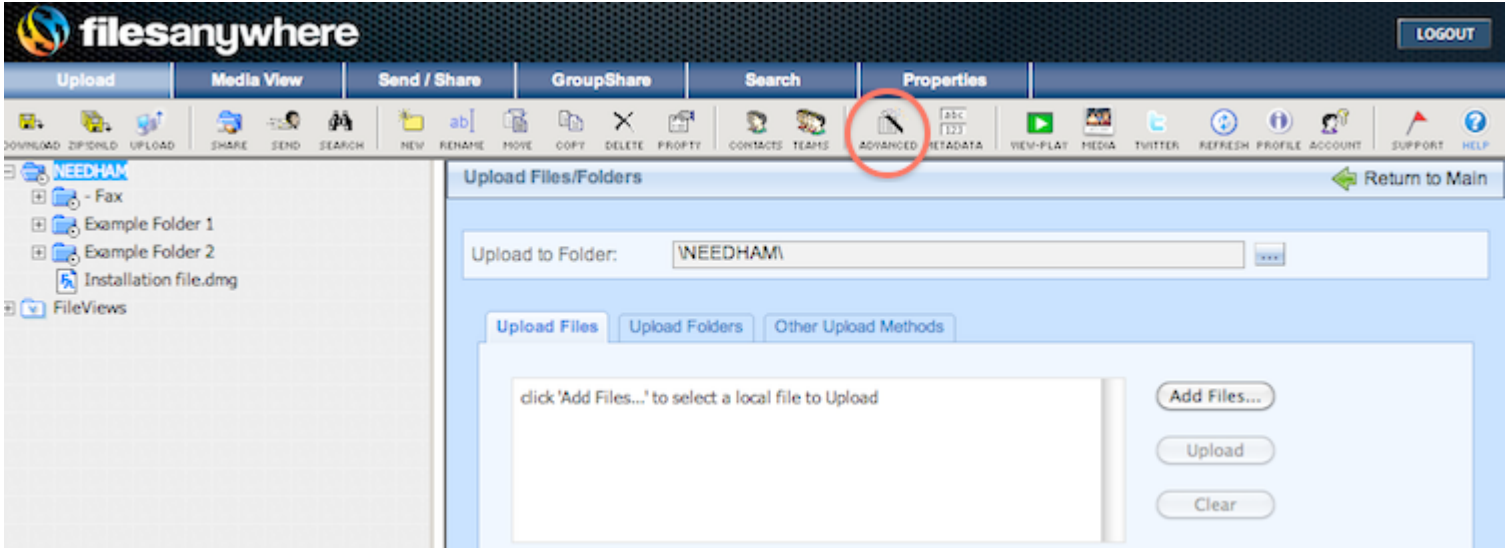 filesanywhere
LOGOUT
Upload Media View Send / Share GroupShare Search Properties
DOWNLOAD ZIP'DNLD UPLOAD SHARE SEND SEARCH NEW RENAME MOVE COPY DELETE PROPTY CONTACTS TEAMS ADVANCED METADATA VIEW-PLAY MEDIA TWITTER REFRESH PROFILE ACCOUNT SUPPORT HELP
NEEDHAM
- Fax
Example Folder 1
Example Folder 2
Installation file.dmg
FileViews
Upload Files/Folders
Return to Main
Upload to Folder: \NEEDHAM\ ...
Upload Files Upload Folders Other Upload Methods
click 'Add Files...' to select a local file to Upload
Add Files...
Upload
Clear